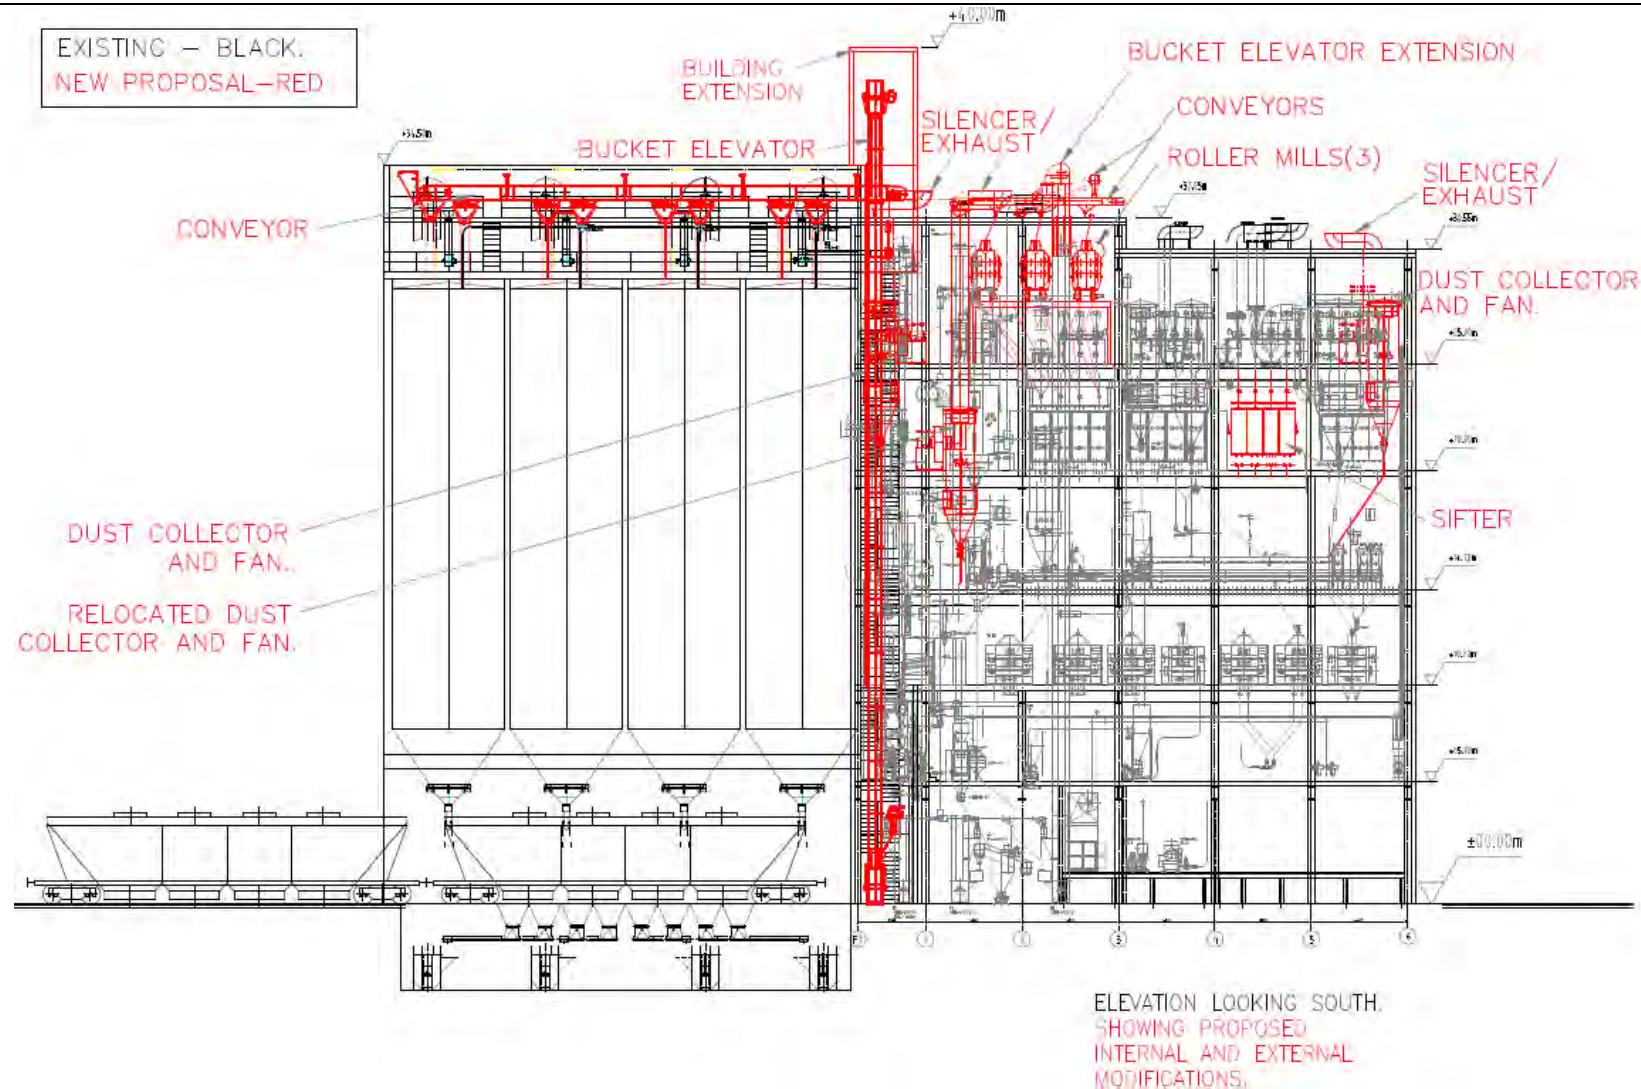 EXISTING – BLACK.
NEW PROPOSAL–RED
+40.00m
BUILDING
EXTENSION
BUCKET ELEVATOR EXTENSION
CONVEYORS
SILENCER/
EXHAUST
BUCKET ELEVATOR
ROLLER MILLS(3)
SILENCER/
EXHAUST
CONVEYOR
DUST COLLECTOR
AND FAN.
SIFTER
DUST COLLECTOR
AND FAN.
RELOCATED DUST
COLLECTOR AND FAN.
±00.00m
ELEVATION LOOKING SOUTH.
SHOWING PROPOSED
INTERNAL AND EXTERNAL
MODIFICATIONS.